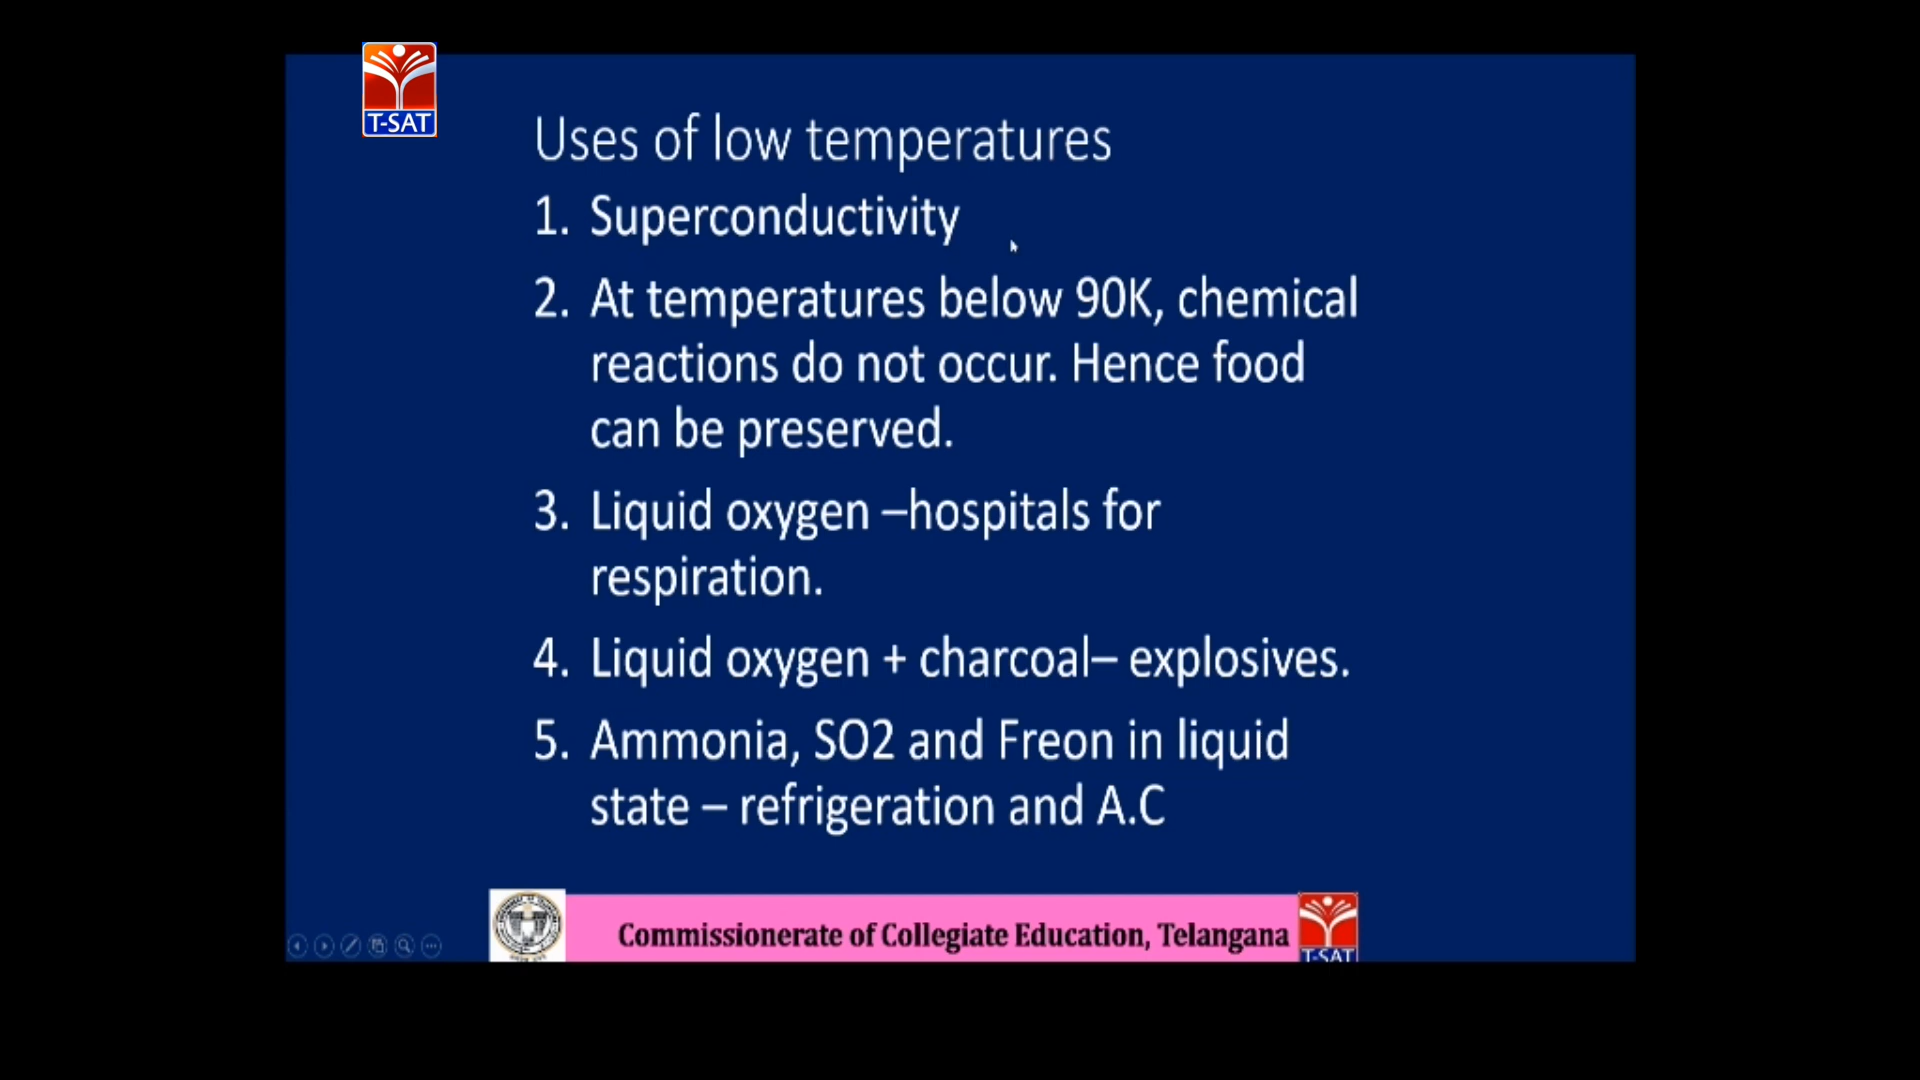 T-SAT
Uses of low temperatures
1. Superconductivity
2. At temperatures below 90K, chemical
reactions do not occur. Hence food
can be preserved.
3. Liquid oxygen –hospitals for
respiration.
4. Liquid oxygen + charcoal– explosives.
5. Ammonia, SO2 and Freon in liquid
state – refrigeration and A.C
Commissionerate of Collegiate Education, Telangana
T-SAT